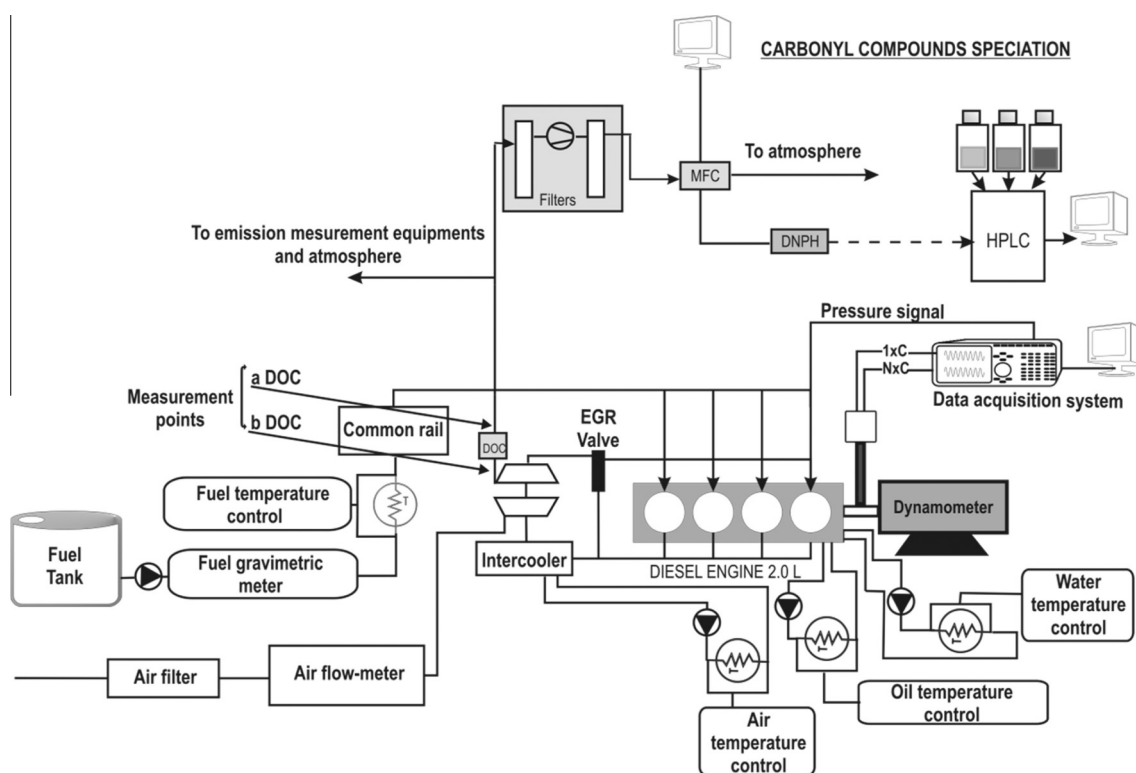 CARBONYL COMPOUNDS SPECIATION
Filters
MFC
To atmosphere
DNPH
HPLC
To emission mesurement equipments
and atmosphere
Pressure signal
1xC
NxC
Data acquisition system
Measurement
points
a DOC
b DOC
DOC
Common rail
EGR
Valve
Fuel temperature
control
T
Fuel
Tank
Fuel gravimetric
meter
Intercooler
DIESEL ENGINE 2.0 L
Dynamometer
Water
temperature
control
T
T
T
Air filter
Air flow-meter
Oil temperature
control
Air
temperature
control